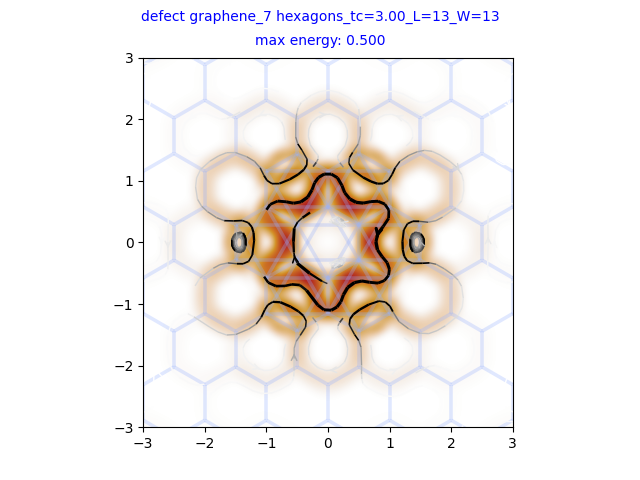 defect graphene_7 hexagons_tc=3.00_L=13_W=13
max energy: 0.500
3
2
1
0
−1
−2
−3
−3 −2 −1 0 1 2 3